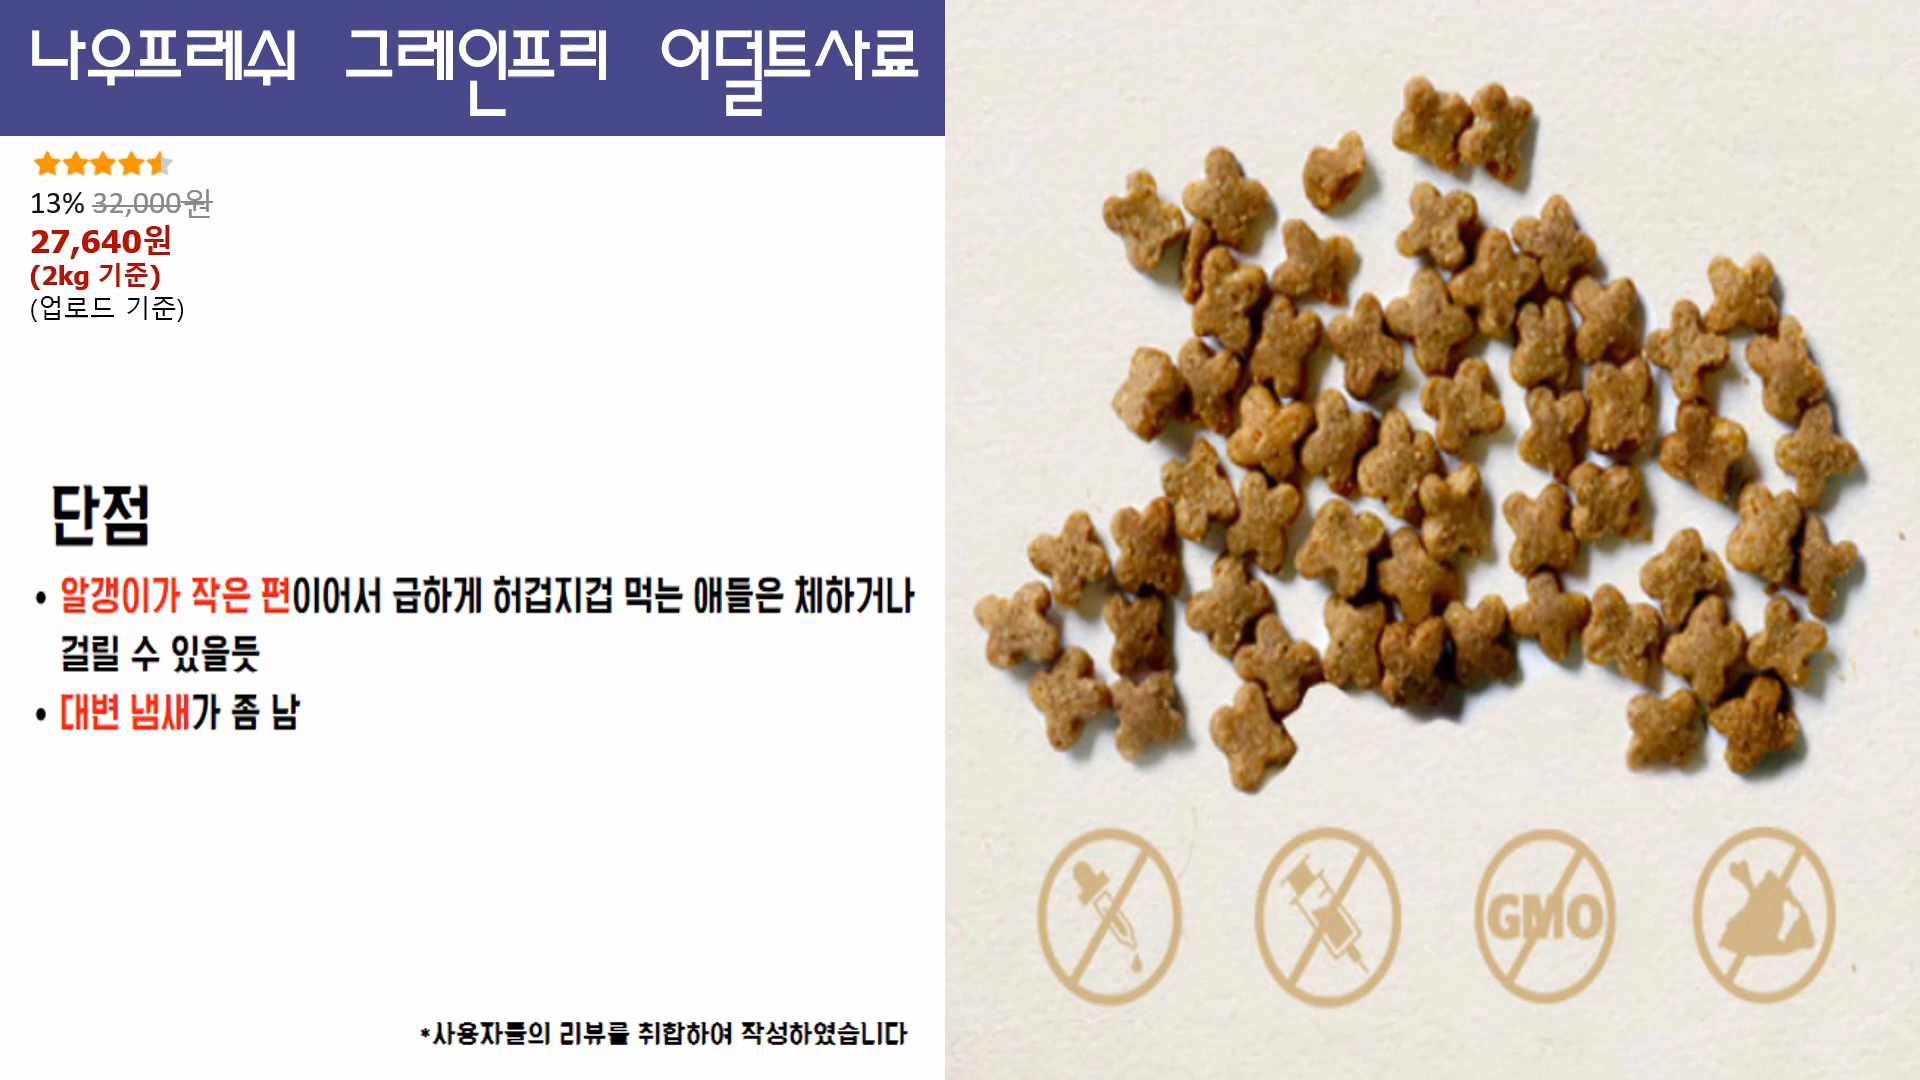 나우프레쉬 그레인프리 어덜트사료
13% 32,000원
27,640원
(2kg 기준)
(업로드 기준)
단점
• 알갱이가 작은 편이어서 급하게 허겁지겁 먹는 애들은 체하거나
걸릴 수 있을듯
• 대변 냄새가 좀 남
*사용자들의 리뷰를 취합하여 작성하였습니다
GMO